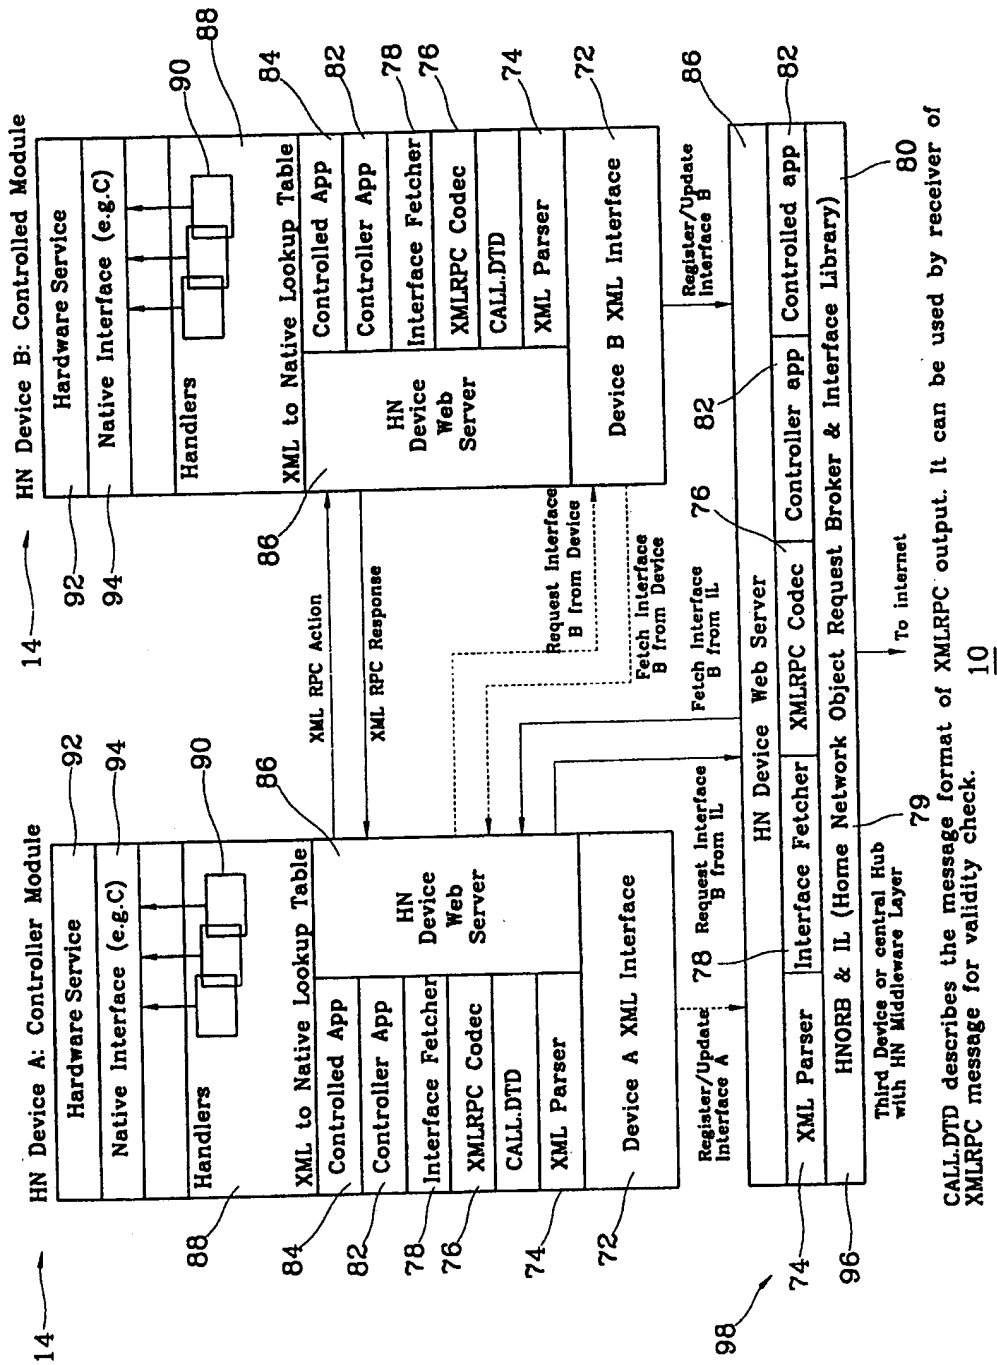 14
HN Device A: Controller Module
Hardware Service
92
Native Interface (e.g.C)
94
Handlers
90
88
XML to Native Lookup Table
84
Controlled App
82
Controller App
78
Interface Fetcher
76
XMLRPC Codec
CALL.DTD
74
XML Parser
HN
Device
Web
Server
86
72
Device A XML Interface
XML RPC Action
XML RPC Response
Request Interface
B from Device
Fetch Interface
B from Device
Fetch Interface
B from IL
Request Interface
B from IL
14
HN Device B: Controlled Module
Hardware Service
92
Native Interface (e.g.C)
94
Handlers
90
88
XML to Native Lookup Table
Controlled App
84
Controller App
82
Interface Fetcher
78
XMLRPC Codec
76
CALL.DTD
XML Parser
74
HN
Device
Web
Server
86
Device B XML Interface
72
Register/Update
Interface A
Register/Update
Interface B
98
HN Device Web Server
86
74
XML Parser
Interface Fetcher
78
XMLRPC Codec
76
Controller app
82
Controlled app
82
96
HNORB & IL (Home Network Object Request Broker & Interface Library)
80
79
Third Device or central Hub
with HN Middleware Layer
To internet
CALL.DTD describes the message format of XMLRPC output. It can be used by receiver of
XMLRPC message for validity check.
10